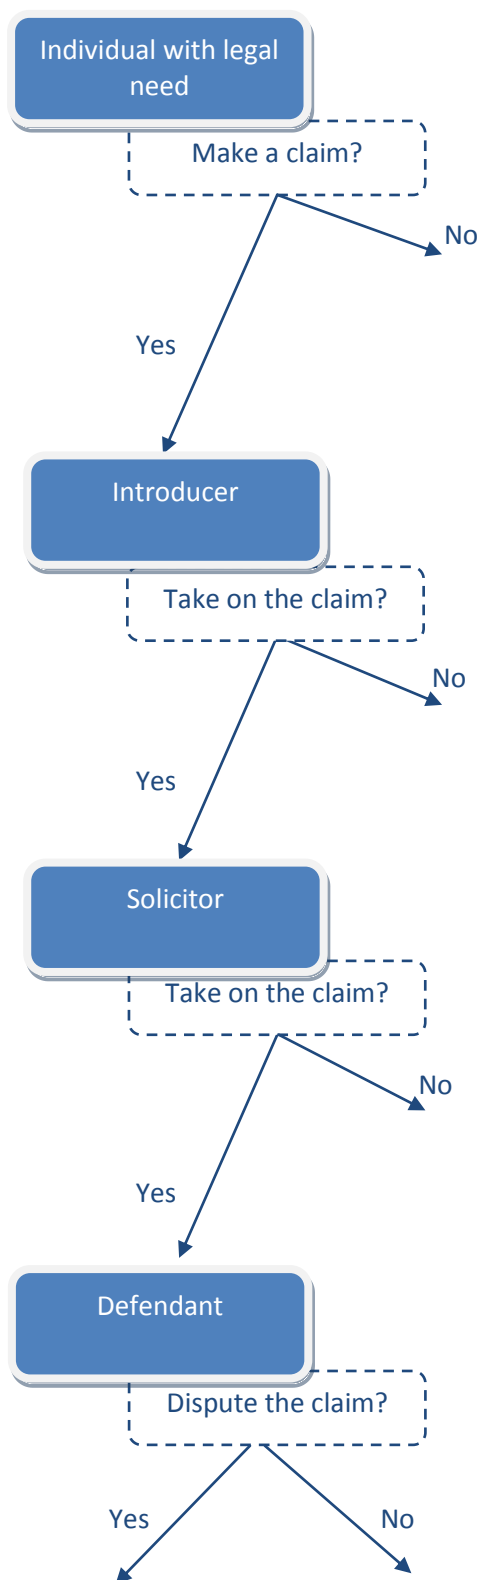 Individual with legal
need
Make a claim?
No
Yes
Introducer
Take on the claim?
No
Yes
Solicitor
Take on the claim?
No
Yes
Defendant
Dispute the claim?
Yes
No